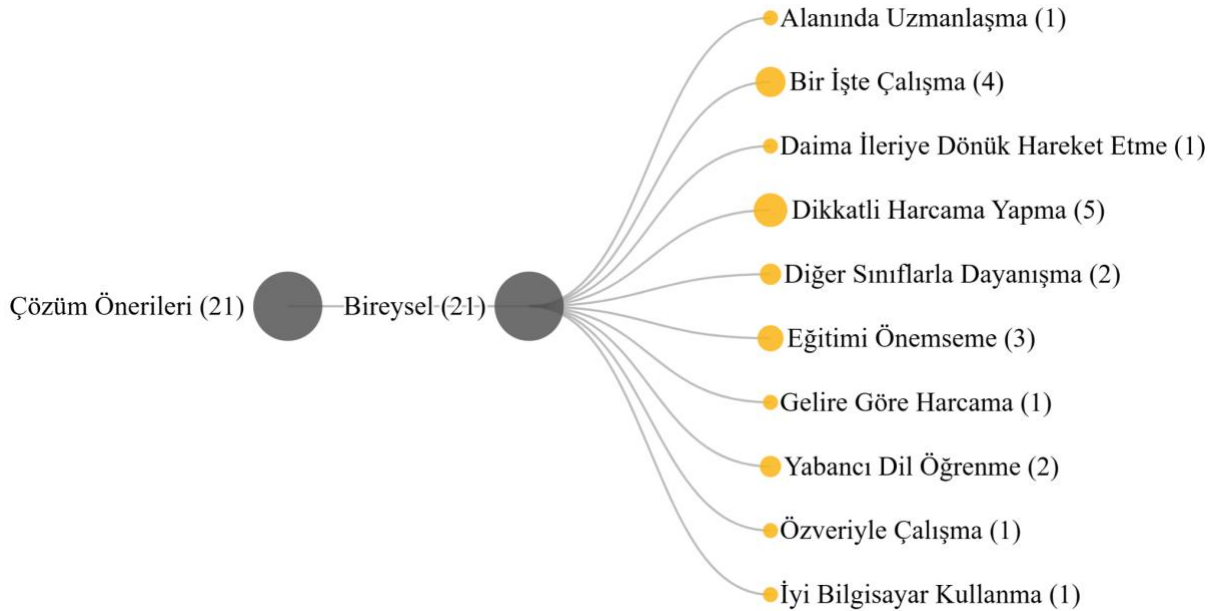 Çözüm Önerileri (21)
Bireysel (21)
Alanında Uzmanlaşma (1)
Bir İşte Çalışma (4)
Daima İleriye Dönük Hareket Etme (1)
Dikkatli Harcama Yapma (5)
Diğer Sınıflarla Dayanışma (2)
Eğitimi Önemseme (3)
Gelire Göre Harcama (1)
Yabancı Dil Öğrenme (2)
Özveriyle Çalışma (1)
İyi Bilgisayar Kullanma (1)